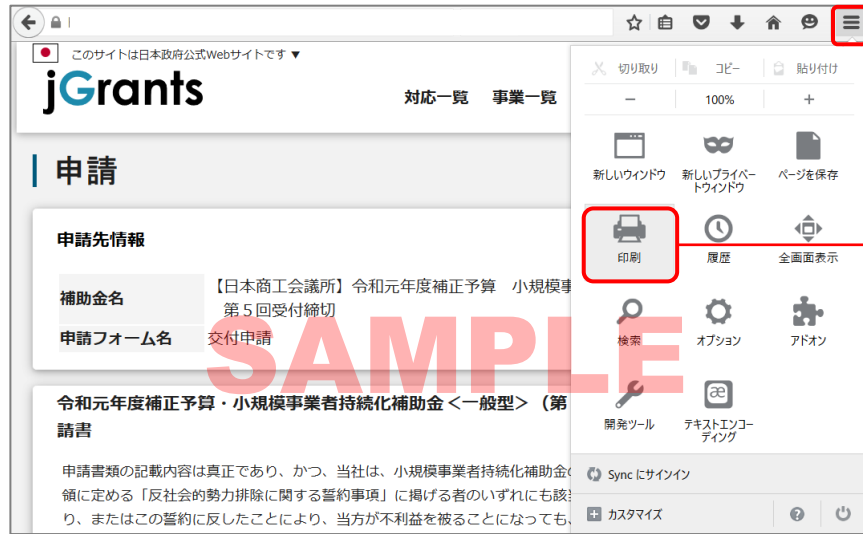 このサイトは日本政府公式Webサイトです ▼
jGrants
対応一覧 事業一覧
申請
申請先情報
補助金名 【日本商工会議所】令和元年度補正予算 小規模事
第５回受付締切
申請フォーム名 交付申請
SAMPLE
令和元年度補正予算・小規模事業者持続化補助金＜一般型＞（第
請書
申請書類の記載内容は真正であり、かつ、当社は、小規模事業者持続化補助金の
領に定める「反社会的勢力排除に関する誓約事項」に掲げる者のいずれにも該
り、またはこの誓約に反したことにより、当方が不利益を被ることになっても、
切り取り コピー 貼り付け
− 100% +
新しいウィンドウ 新しいプライベー ページを保存
トウィンドウ
印刷 履歴 全画面表示
検索 オプション アドオン
開発ツール テキストエンコー
ディング
Sync にサインイン
カスタマイズ